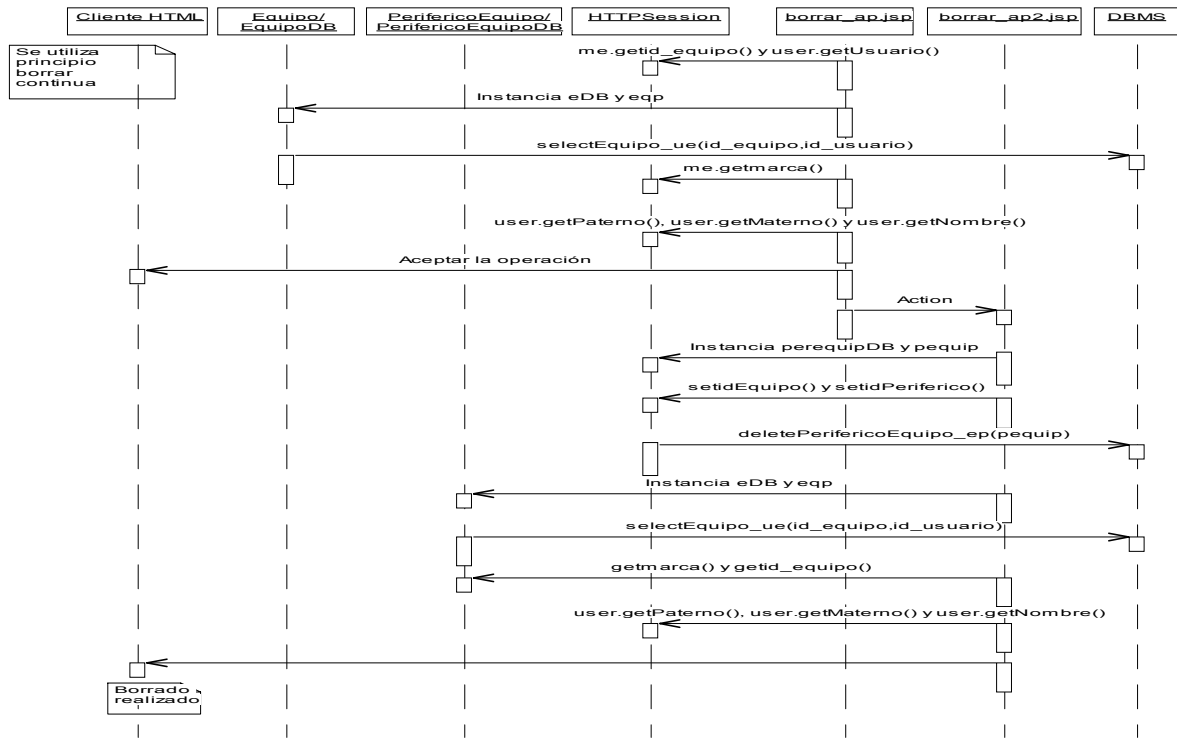 Cliente HTML
Equipo/
EquipoDB
PerifericoEquipo/
PerifericoEquipoDB
HTTPSession
borrar_ap.jsp
borrar_ap2.jsp
DBMS
Se utiliza
principio
borrar
continua
me.getid_equipo() y user.getUsuario()
Instancia eDB y eqp
selectEquipo_ue(id_equipo,id_usuario)
me.getmarca()
user.getPaterno(), user.getMaterno() y user.getNombre()
Aceptar la operación
Action
Instancia perequipDB y pequip
setidEquipo() y setidPeriferico()
deletePerifericoEquipo_ep(pequip)
Instancia eDB y eqp
selectEquipo_ue(id_equipo,id_usuario)
getmarca() y getid_equipo()
user.getPaterno(), user.getMaterno() y user.getNombre()
Borrado
realizado